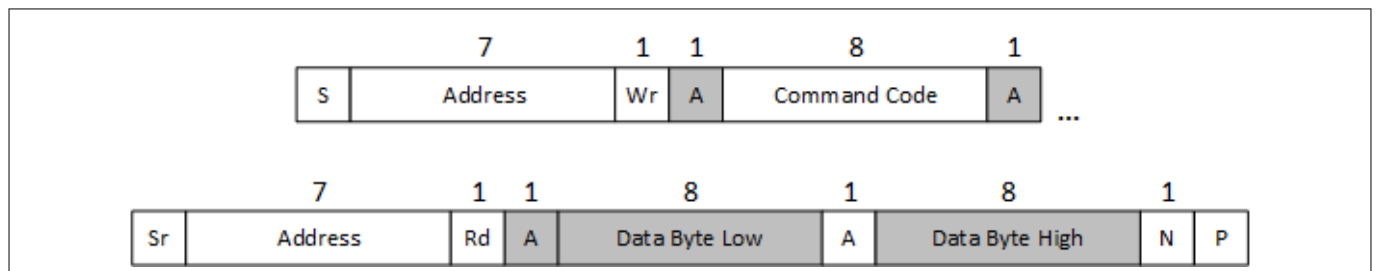 7 1 1 8 1
S Address Wr A Command Code A ...
7 1 1 8 1 8 1
Sr Address Rd A Data Byte Low A Data Byte High N P